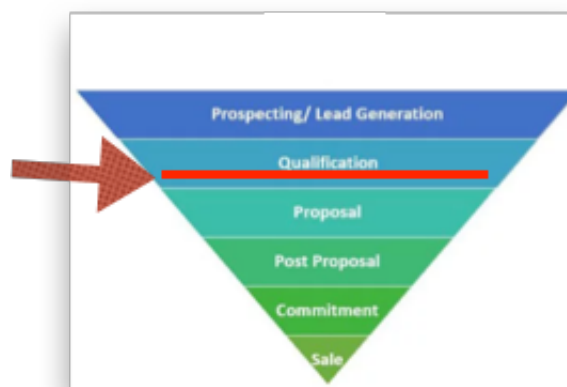 Prospecting/ Lead Generation
Qualification
Proposal
Post Proposal
Commitment
Sale